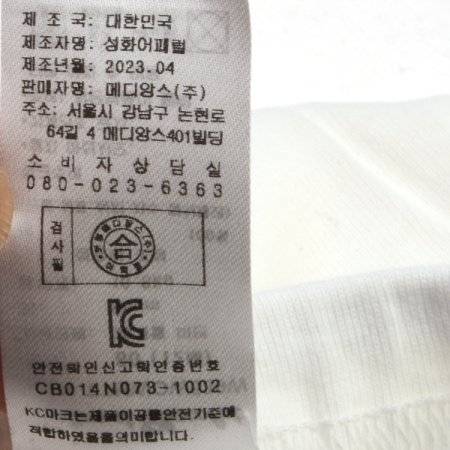 제 조 국: 대한민국
제조자명: 성화어패럴
제조년월: 2023.04
판매자명: 메디앙스(주)
주소: 서울시 강남구 논현로
64길 4 메디앙스401빌딩
소 비 자 상 담 실
080-023-6363
검사필
合
안전확인신고확인증번호
CB014N073-1002
KC마크는제품이공통안전기준에
적합하였음을의미합니다.